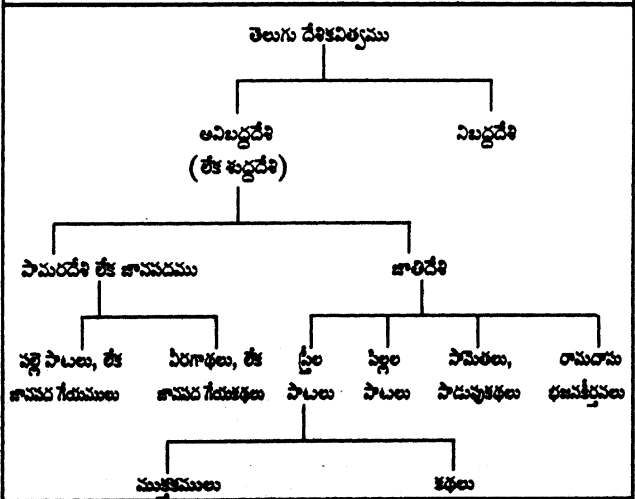 తెలుగు దేశికవిత్వము
అనిబద్ధదేశి
(లేక శుద్ధదేశి)
నిబద్ధదేశి
పామరదేశి లేక జానపదము
జాతిదేశి
పల్లె పాటలు, లేక
జానపద గేయములు
వీరగాథలు, లేక
జానపద గేయకథలు
స్త్రీల
పాటలు
పిల్లల
పాటలు
సామెతలు,
పొడుపుకథలు
రామదాసు
భజనకీర్తనలు
ముక్తకములు
కథలు